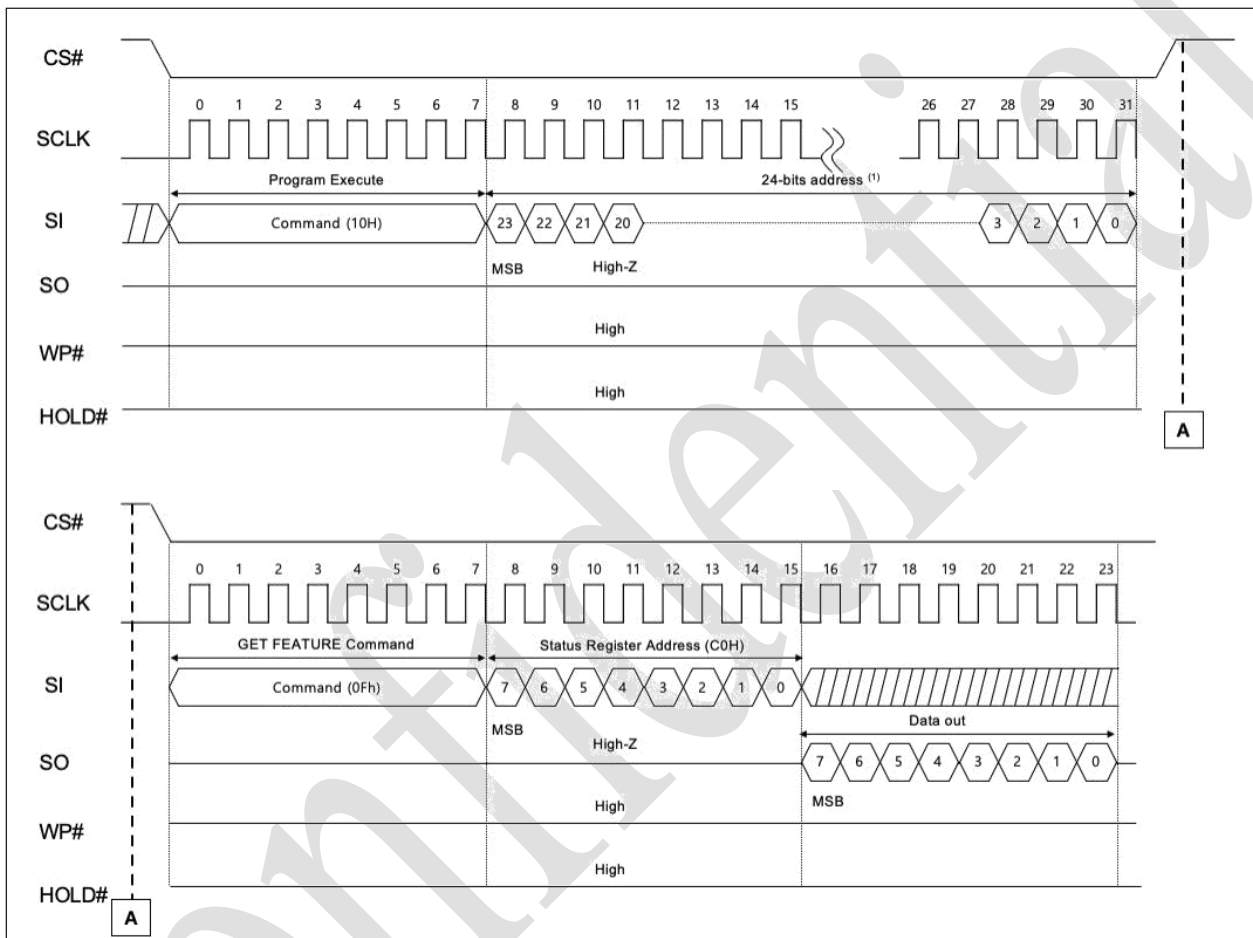 CS#
0 1 2 3 4 5 6 7 8 9 10 11 12 13 14 15 26 27 28 29 30 31
SCLK
Program Execute 24-bits address (1)
SI Command (10H) 23 22 21 20 3 2 1 0
MSB High-Z
SO
High
WP#
High
HOLD#
A
CS#
0 1 2 3 4 5 6 7 8 9 10 11 12 13 14 15 16 17 18 19 20 21 22 23
SCLK
GET FEATURE Command Status Register Address (C0H)
SI Command (0Fh) 7 6 5 4 3 2 1 0
Data out
MSB High-Z
SO 7 6 5 4 3 2 1 0
High MSB
WP#
High
HOLD#
A
onfidential